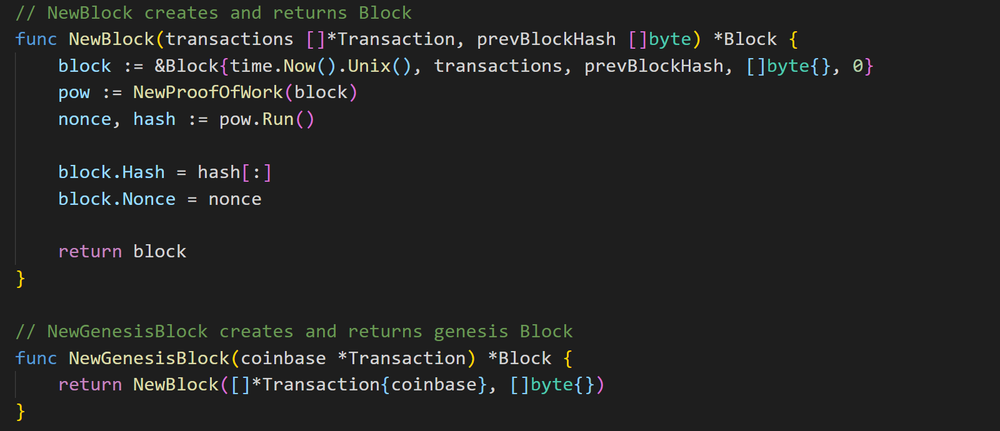 // NewBlock creates and returns Block
func NewBlock(transactions []*Transaction, prevBlockHash []byte) *Block {
    block := &Block{time.Now().Unix(), transactions, prevBlockHash, []byte{}, 0}
    pow := NewProofOfWork(block)
    nonce, hash := pow.Run()

    block.Hash = hash[:]
    block.Nonce = nonce

    return block
}

// NewGenesisBlock creates and returns genesis Block
func NewGenesisBlock(coinbase *Transaction) *Block {
    return NewBlock([]*Transaction{coinbase}, []byte{})
}